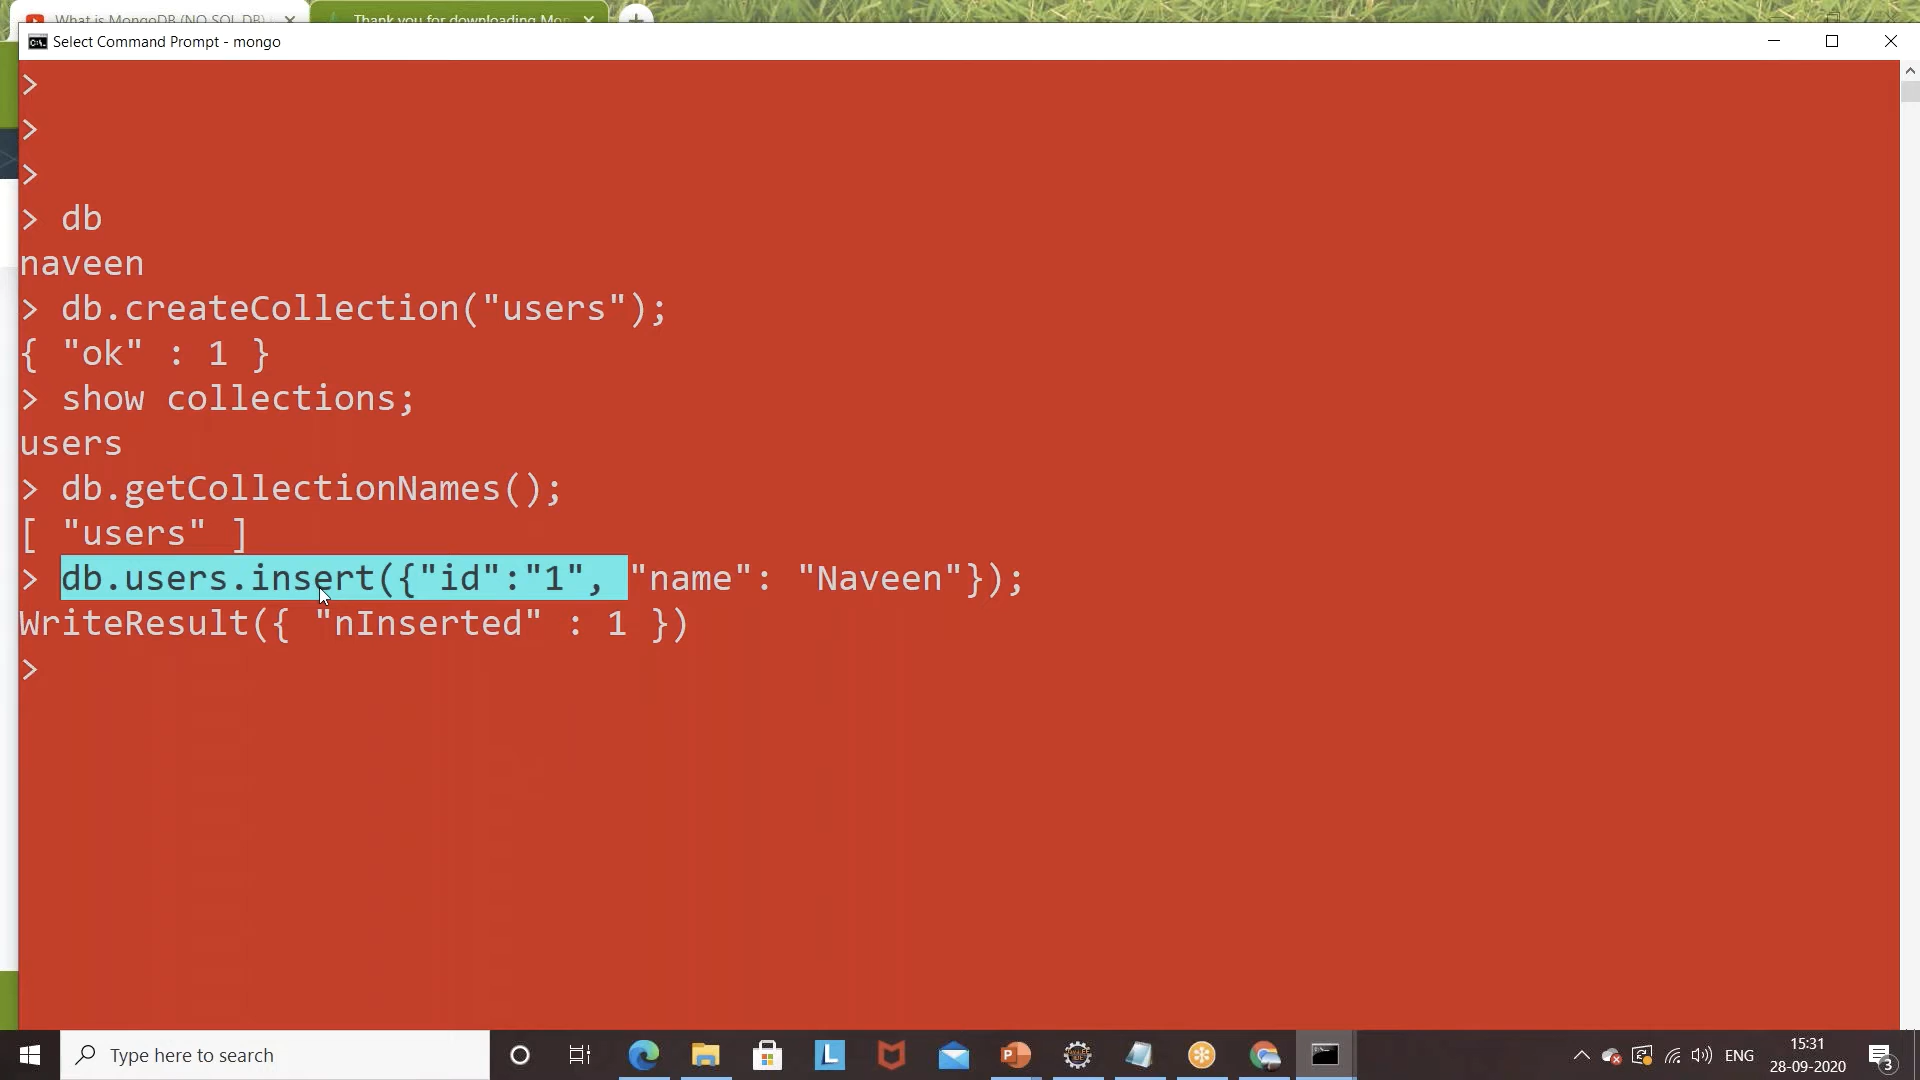 What is MongoDB (NO SQL DB)
Thank you for downloading Mon
Select Command Prompt - mongo
>
>
>
> db
naveen
> db.createCollection("users");
{ "ok" : 1 }
> show collections;
users
> db.getCollectionNames();
[ "users" ]
> db.users.insert({"id":"1", "name": "Naveen"});
WriteResult({ "nInserted" : 1 })
>
Type here to search
L
P
ENG
15:31
28-09-2020
3